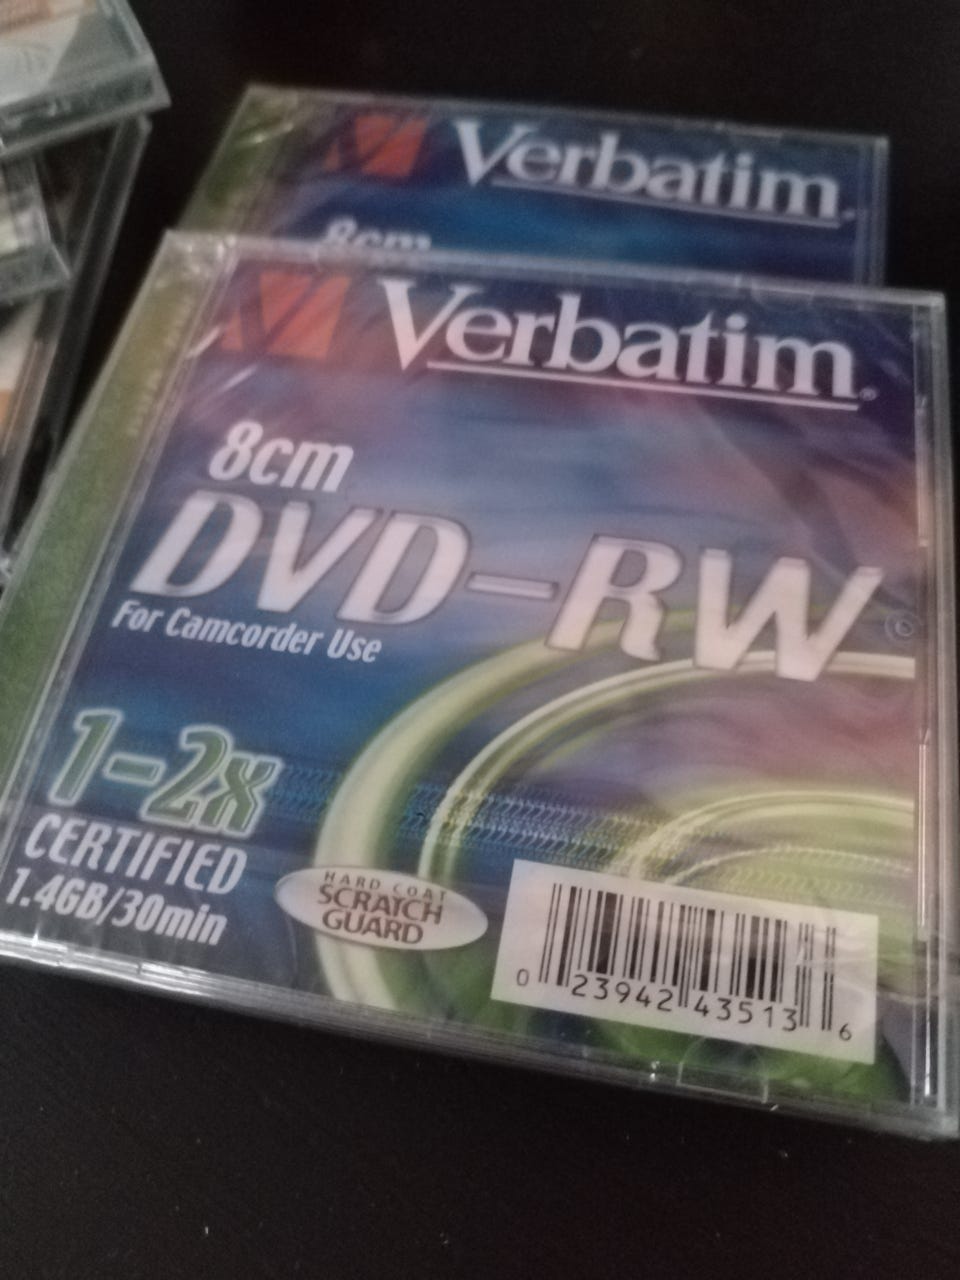 Verbatim
8cm
Verbatim®
8cm
DVD-RW
For Camcorder Use
1-2x
CERTIFIED
1.4GB/30min
HARD COAT
SCRATCH
GUARD
0 23942 43513 6